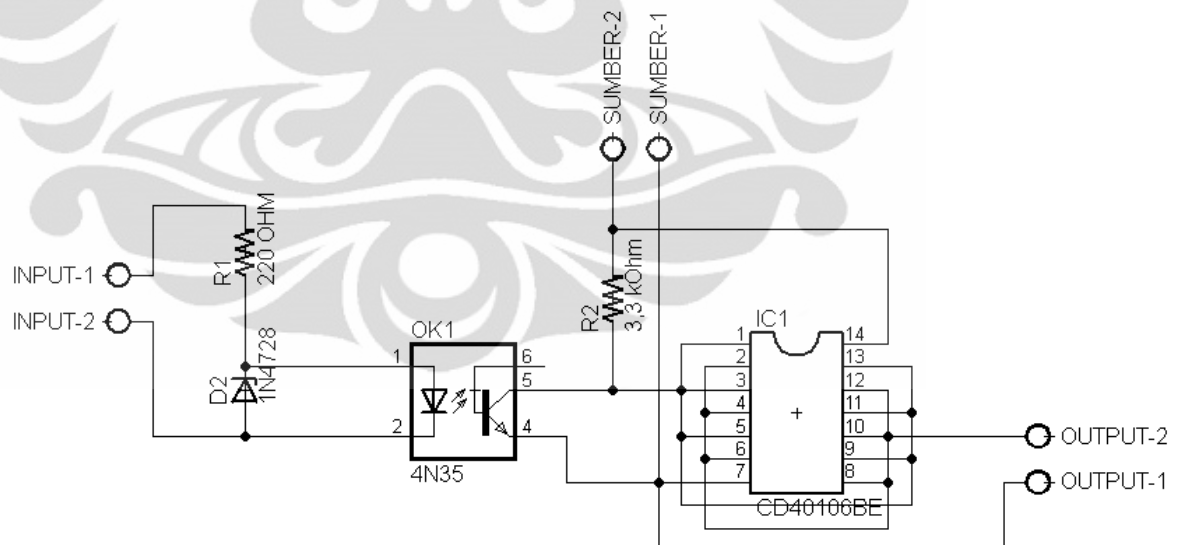 SUMBER-2
SUMBER-1
INPUT-1
INPUT-2
R1
220 OHM
D2
1N4728
OK1
1
2
6
5
4
4N35
R2
3,3 kOhm
IC1
1
2
3
4
5
6
7
14
13
12
11
10
9
8
+
CD40106BE
OUTPUT-2
OUTPUT-1